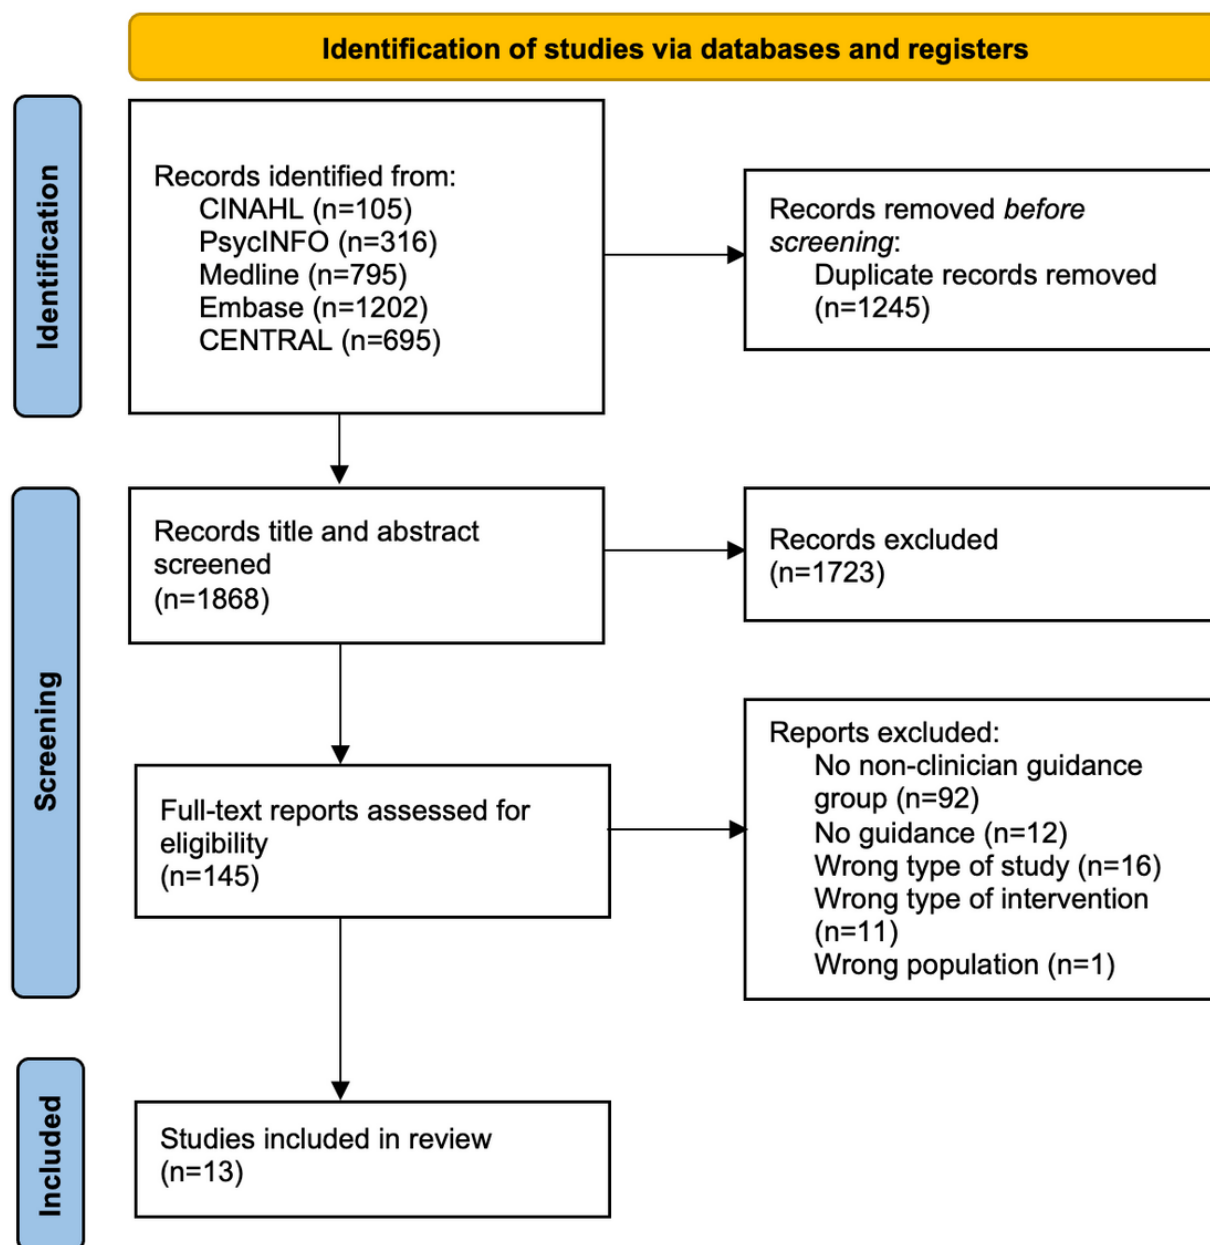 Identification of studies via databases and registers
Identification
Records identified from:
CINAHL (n=105)
PsycINFO (n=316)
Medline (n=795)
Embase (n=1202)
CENTRAL (n=695)
Records removed before
screening:
Duplicate records removed
(n=1245)
Screening
Records title and abstract
screened
(n=1868)
Records excluded
(n=1723)
Full-text reports assessed for
eligibility
(n=145)
Reports excluded:
No non-clinician guidance
group (n=92)
No guidance (n=12)
Wrong type of study (n=16)
Wrong type of intervention
(n=11)
Wrong population (n=1)
Included
Studies included in review
(n=13)